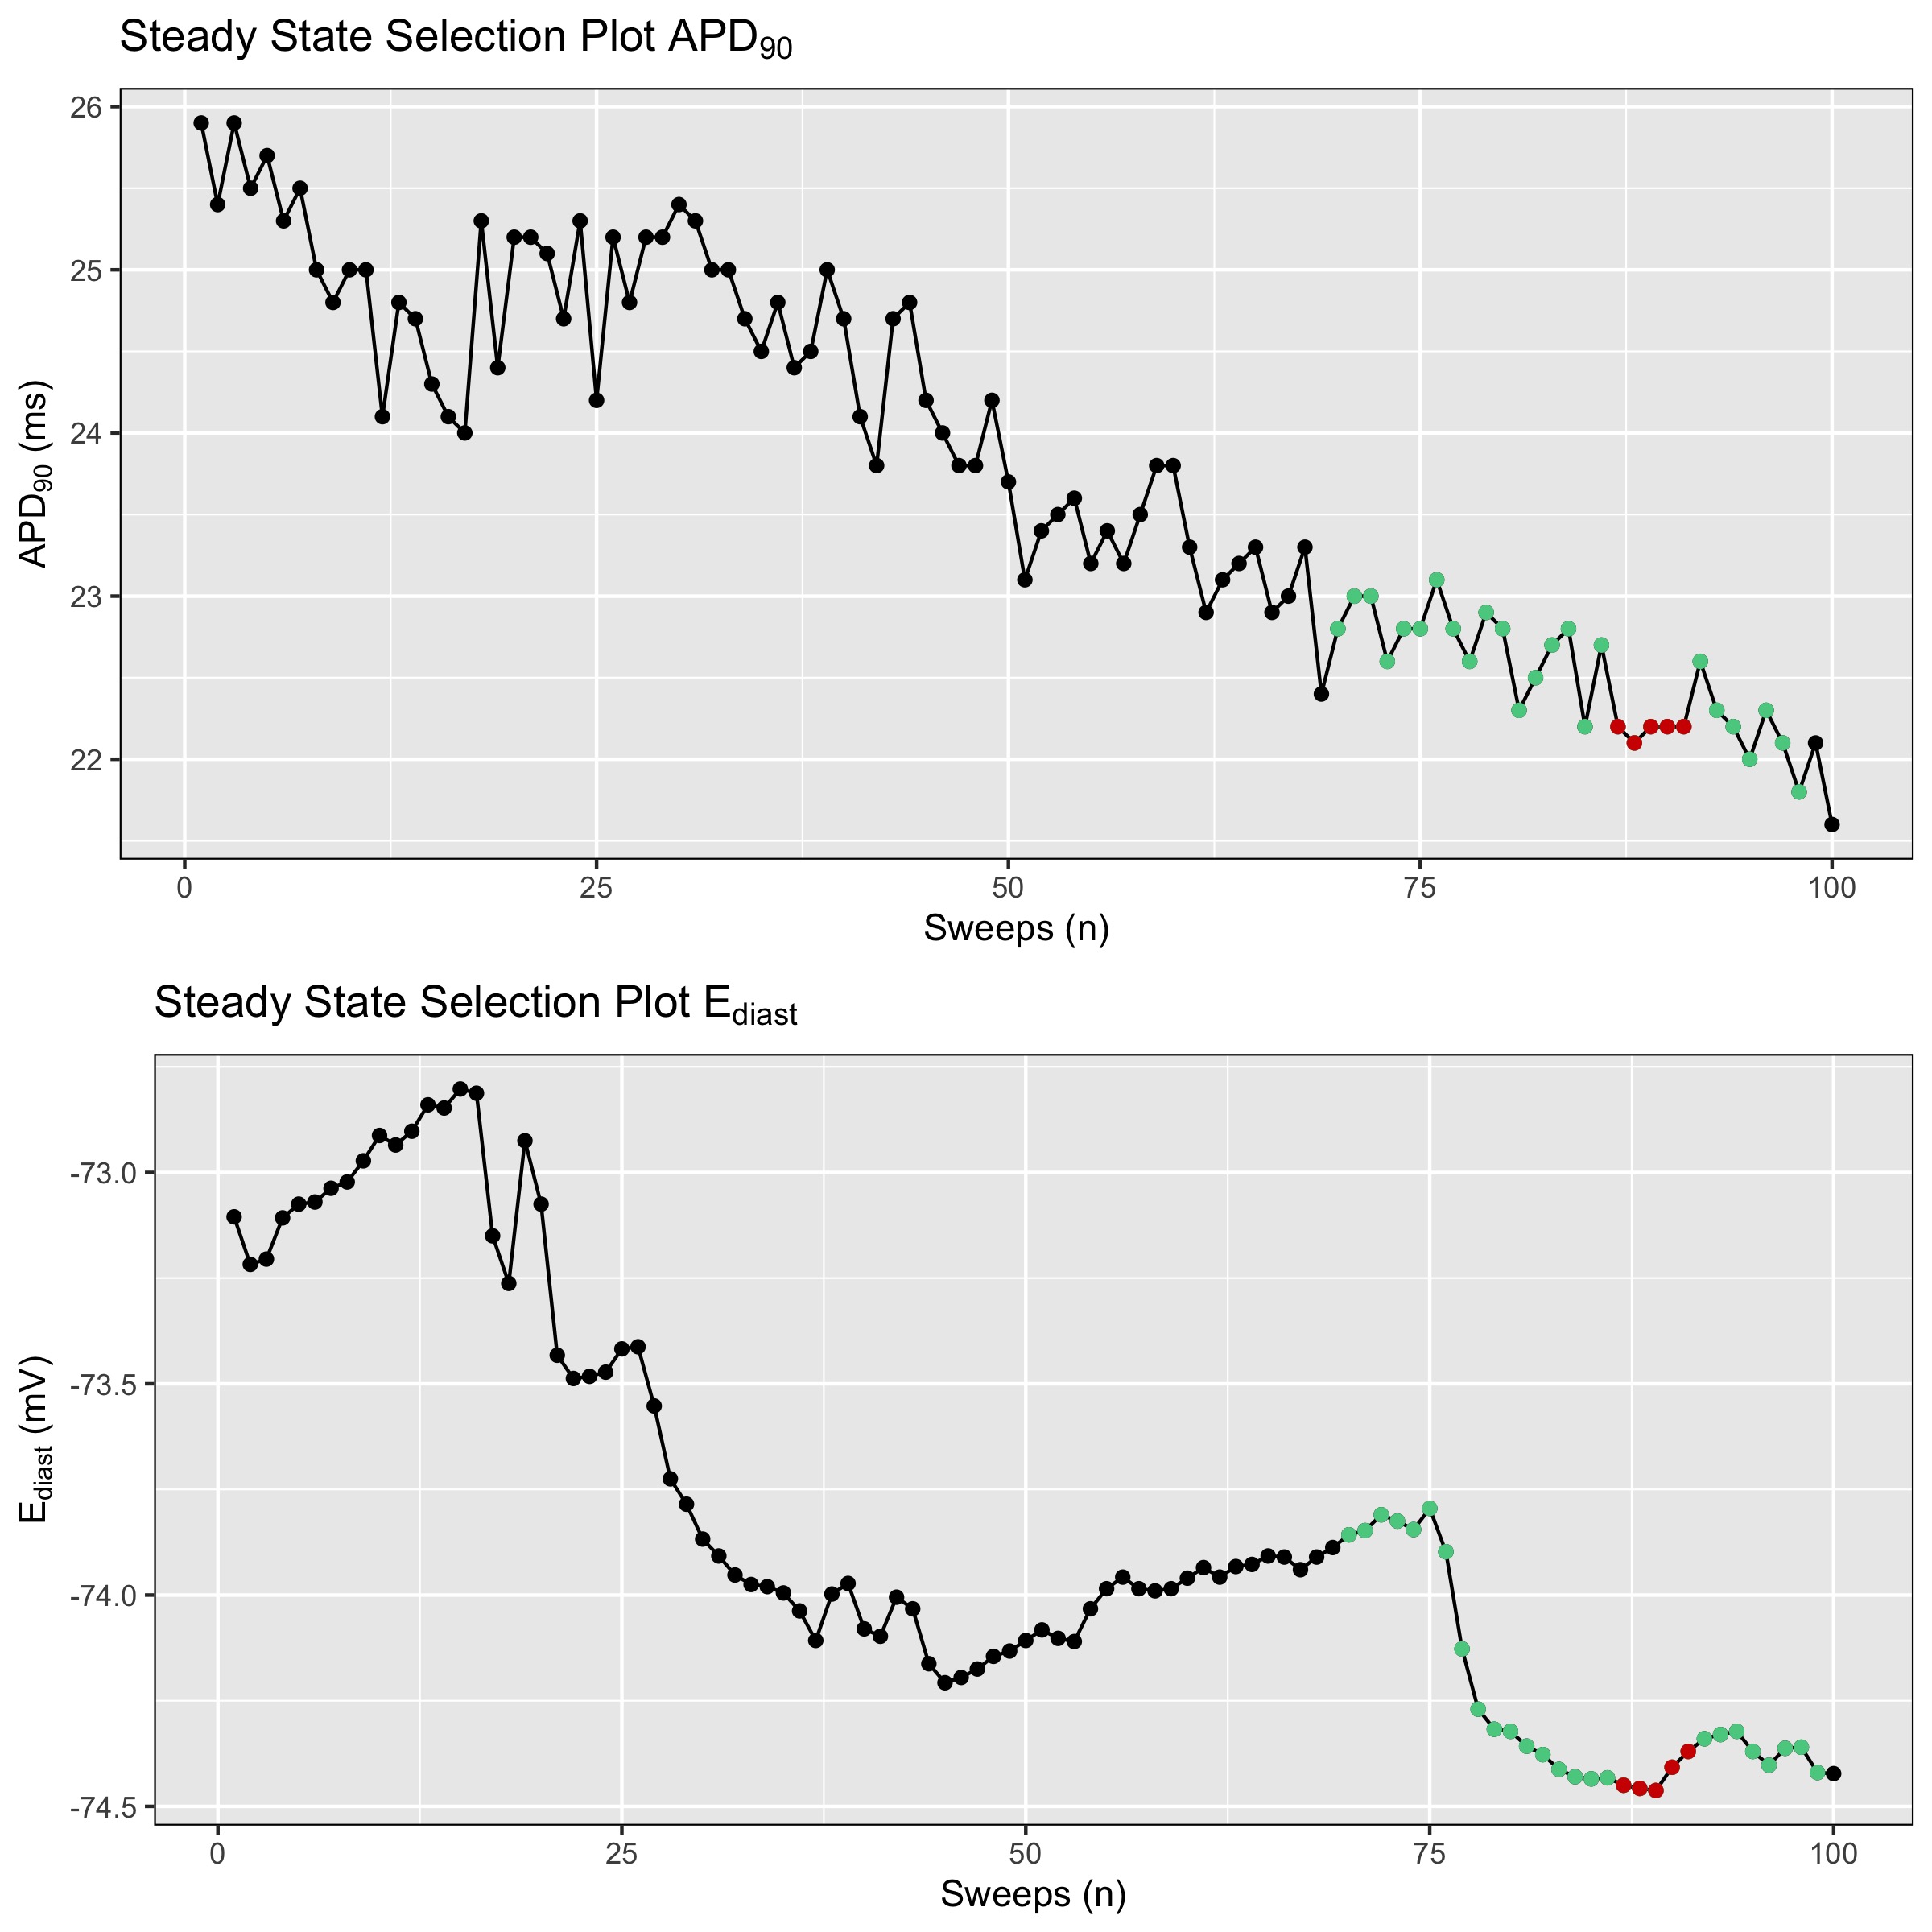 Steady State Selection Plot APD90
APD90 (ms)
26
25
24
23
22
0 25 50 75 100
Sweeps (n)
Steady State Selection Plot Ediast
Ediast (mV)
-73.0
-73.5
-74.0
-74.5
0 25 50 75 100
Sweeps (n)